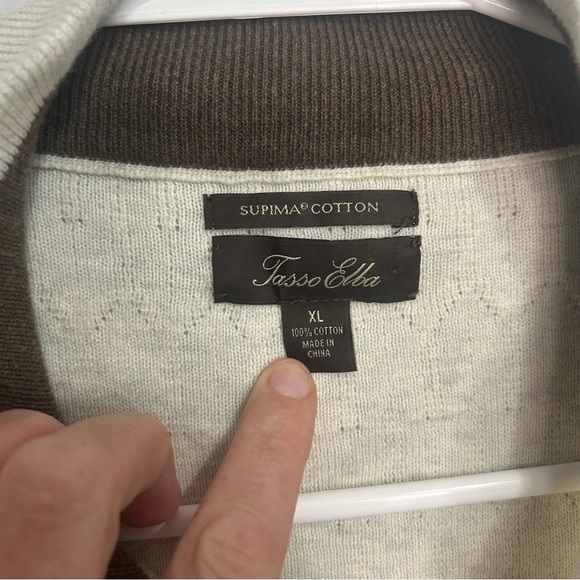 SUPIMA® COTTON
Tasso Elba
XL
100% COTTON
MADE IN
CHINA